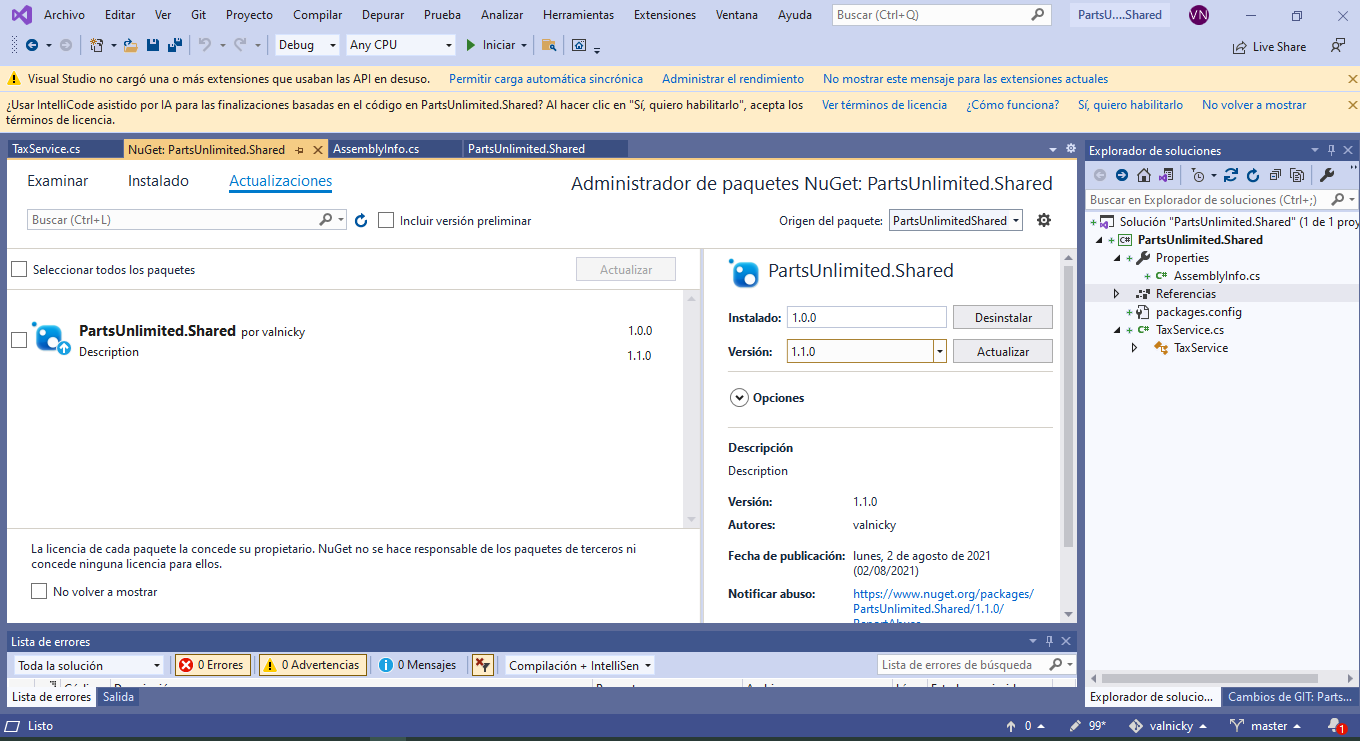 Archivo Editar Ver Git Proyecto Compilar Depurar Prueba Analizar Herramientas Extensiones Ventana Ayuda Buscar (Ctrl+Q) PartsU....Shared VN
Debug Any CPU Iniciar Live Share
Visual Studio no cargó una o más extensiones que usaban las API en desuso. Permitir carga automática sincrónica Administrar el rendimiento No mostrar este mensaje para las extensiones actuales
¿Usar IntelliCode asistido por IA para las finalizaciones basadas en el código en PartsUnlimited.Shared? Al hacer clic en "Sí, quiero habilitarlo", acepta los
términos de licencia.
Ver términos de licencia ¿Cómo funciona? Sí, quiero habilitarlo No volver a mostrar
TaxService.cs NuGet: PartsUnlimited.Shared AssemblyInfo.cs PartsUnlimited.Shared
Examinar Instalado Actualizaciones
Administrador de paquetes NuGet: PartsUnlimited.Shared
Buscar (Ctrl+L) Incluir versión preliminar Origen del paquete: PartsUnlimitedShared
Seleccionar todos los paquetes Actualizar
PartsUnlimited.Shared por valnicky 1.0.0
Description 1.1.0
La licencia de cada paquete la concede su propietario. NuGet no se hace responsable de los paquetes de terceros ni
concede ninguna licencia para ellos.
No volver a mostrar
PartsUnlimited.Shared
Instalado: 1.0.0 Desinstalar
Versión: 1.1.0 Actualizar
Opciones
Descripción
Description
Versión: 1.1.0
Autores: valnicky
Fecha de publicación: lunes, 2 de agosto de 2021
(02/08/2021)
Notificar abuso: https://www.nuget.org/packages/
PartsUnlimited.Shared/1.1.0/
ReportAbuse
Explorador de soluciones
Buscar en Explorador de soluciones (Ctrl+;)
Solución "PartsUnlimited.Shared" (1 de 1 proy
C# PartsUnlimited.Shared
Properties
C# AssemblyInfo.cs
Referencias
packages.config
C# TaxService.cs
TaxService
Lista de errores
Toda la solución 0 Errores 0 Advertencias 0 Mensajes Compilación + IntelliSen Lista de errores de búsqueda
Lista de errores Salida
Explorador de solucio... Cambios de GIT: Parts...
Listo 0 99* valnicky master 1